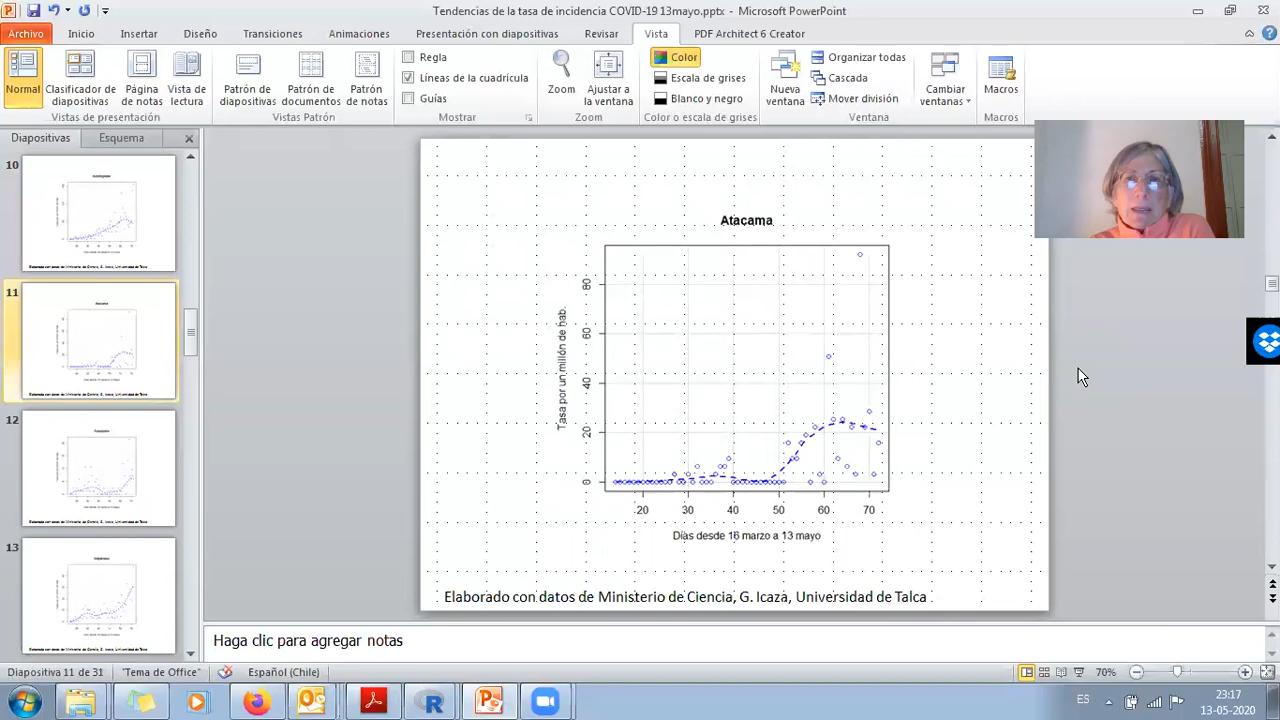 Tendencias de la tasa de incidencia COVID-19 13mayo.pptx - Microsoft PowerPoint
Archivo Inicio Insertar Diseño Transiciones Animaciones Presentación con diapositivas Revisar Vista PDF Architect 6 Creator
Normal
Clasificador de diapositivas
Página de notas
Vista de lectura
Vistas de presentación
Patrón de diapositivas
Patrón de documentos
Patrón de notas
Vistas Patrón
Regla
Líneas de la cuadrícula
Guías
Mostrar
Zoom
Ajustar a la ventana
Zoom
Color
Escala de grises
Blanco y negro
Color o escala de grises
Nueva ventana
Organizar todas
Cascada
Mover división
Cambiar ventanas
Ventana
Macros
Macros
Diapositivas Esquema
10
11
12
13
Atacama
80
60
40
20
0
20 30 40 50 60 70
Días desde 16 marzo a 13 mayo
Elaborado con datos de Ministerio de Ciencia, G. Icaza, Universidad de Talca
Haga clic para agregar notas
Diapositiva 11 de 31 "Tema de Office" Español (Chile) 70%
ES
23:17
13-05-2020